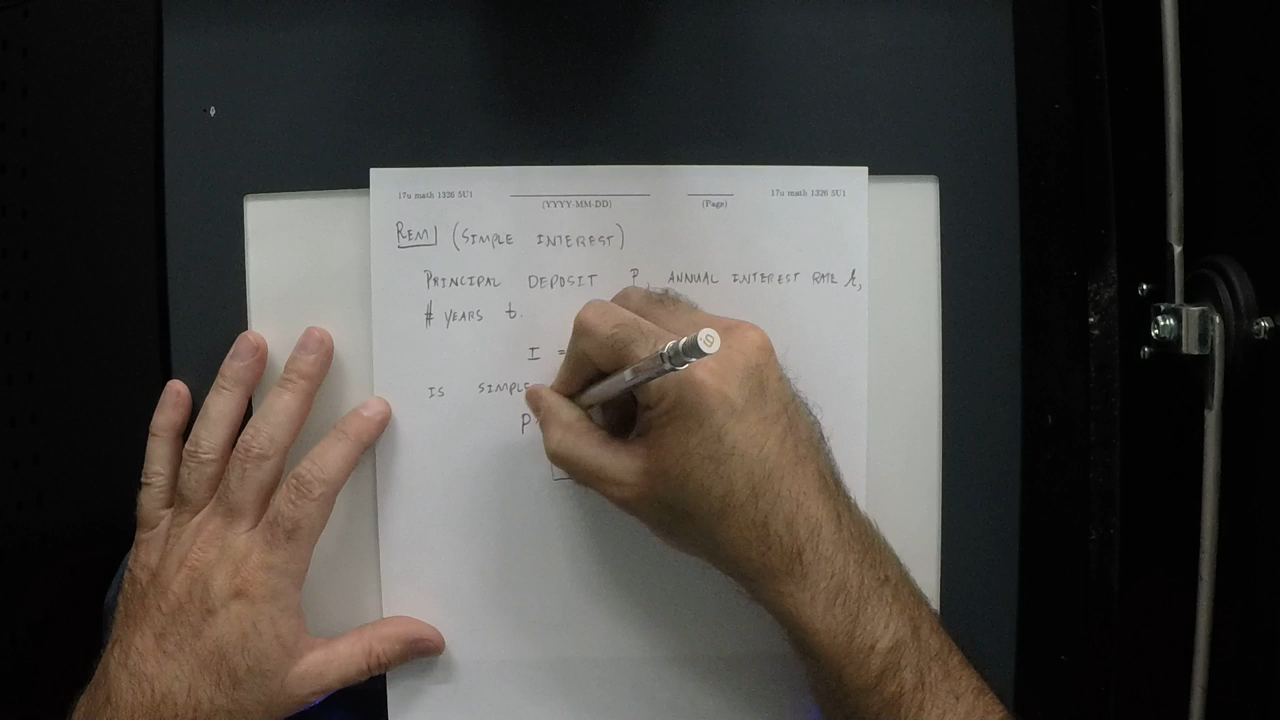 17u math 1326 5U1 (YYYY-MM-DD) (Page) 17u math 1326 5U1
REM (SIMPLE INTEREST)
PRINCIPAL DEPOSIT P, ANNUAL INTEREST RATE r,
# YEARS t.
I =
IS SIMPLE
P